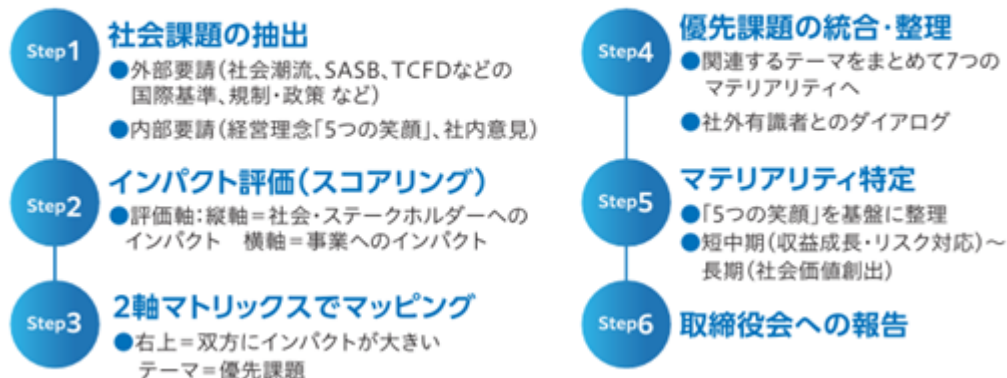 Step1
社会課題の抽出
●外部要請(社会潮流、SASB、TCFDなどの
国際基準、規制・政策 など)
●内部要請(経営理念「5つの笑顔」、社内意見)
Step2
インパクト評価(スコアリング)
●評価軸:縦軸=社会・ステークホルダーへの
インパクト 横軸=事業へのインパクト
Step3
2軸マトリックスでマッピング
●右上=双方にインパクトが大きい
テーマ=優先課題
Step4
優先課題の統合・整理
●関連するテーマをまとめて7つの
マテリアリティへ
●社外有識者とのダイアログ
Step5
マテリアリティ特定
●「5つの笑顔」を基盤に整理
●短中期(収益成長・リスク対応)~
長期(社会価値創出)
Step6
取締役会への報告